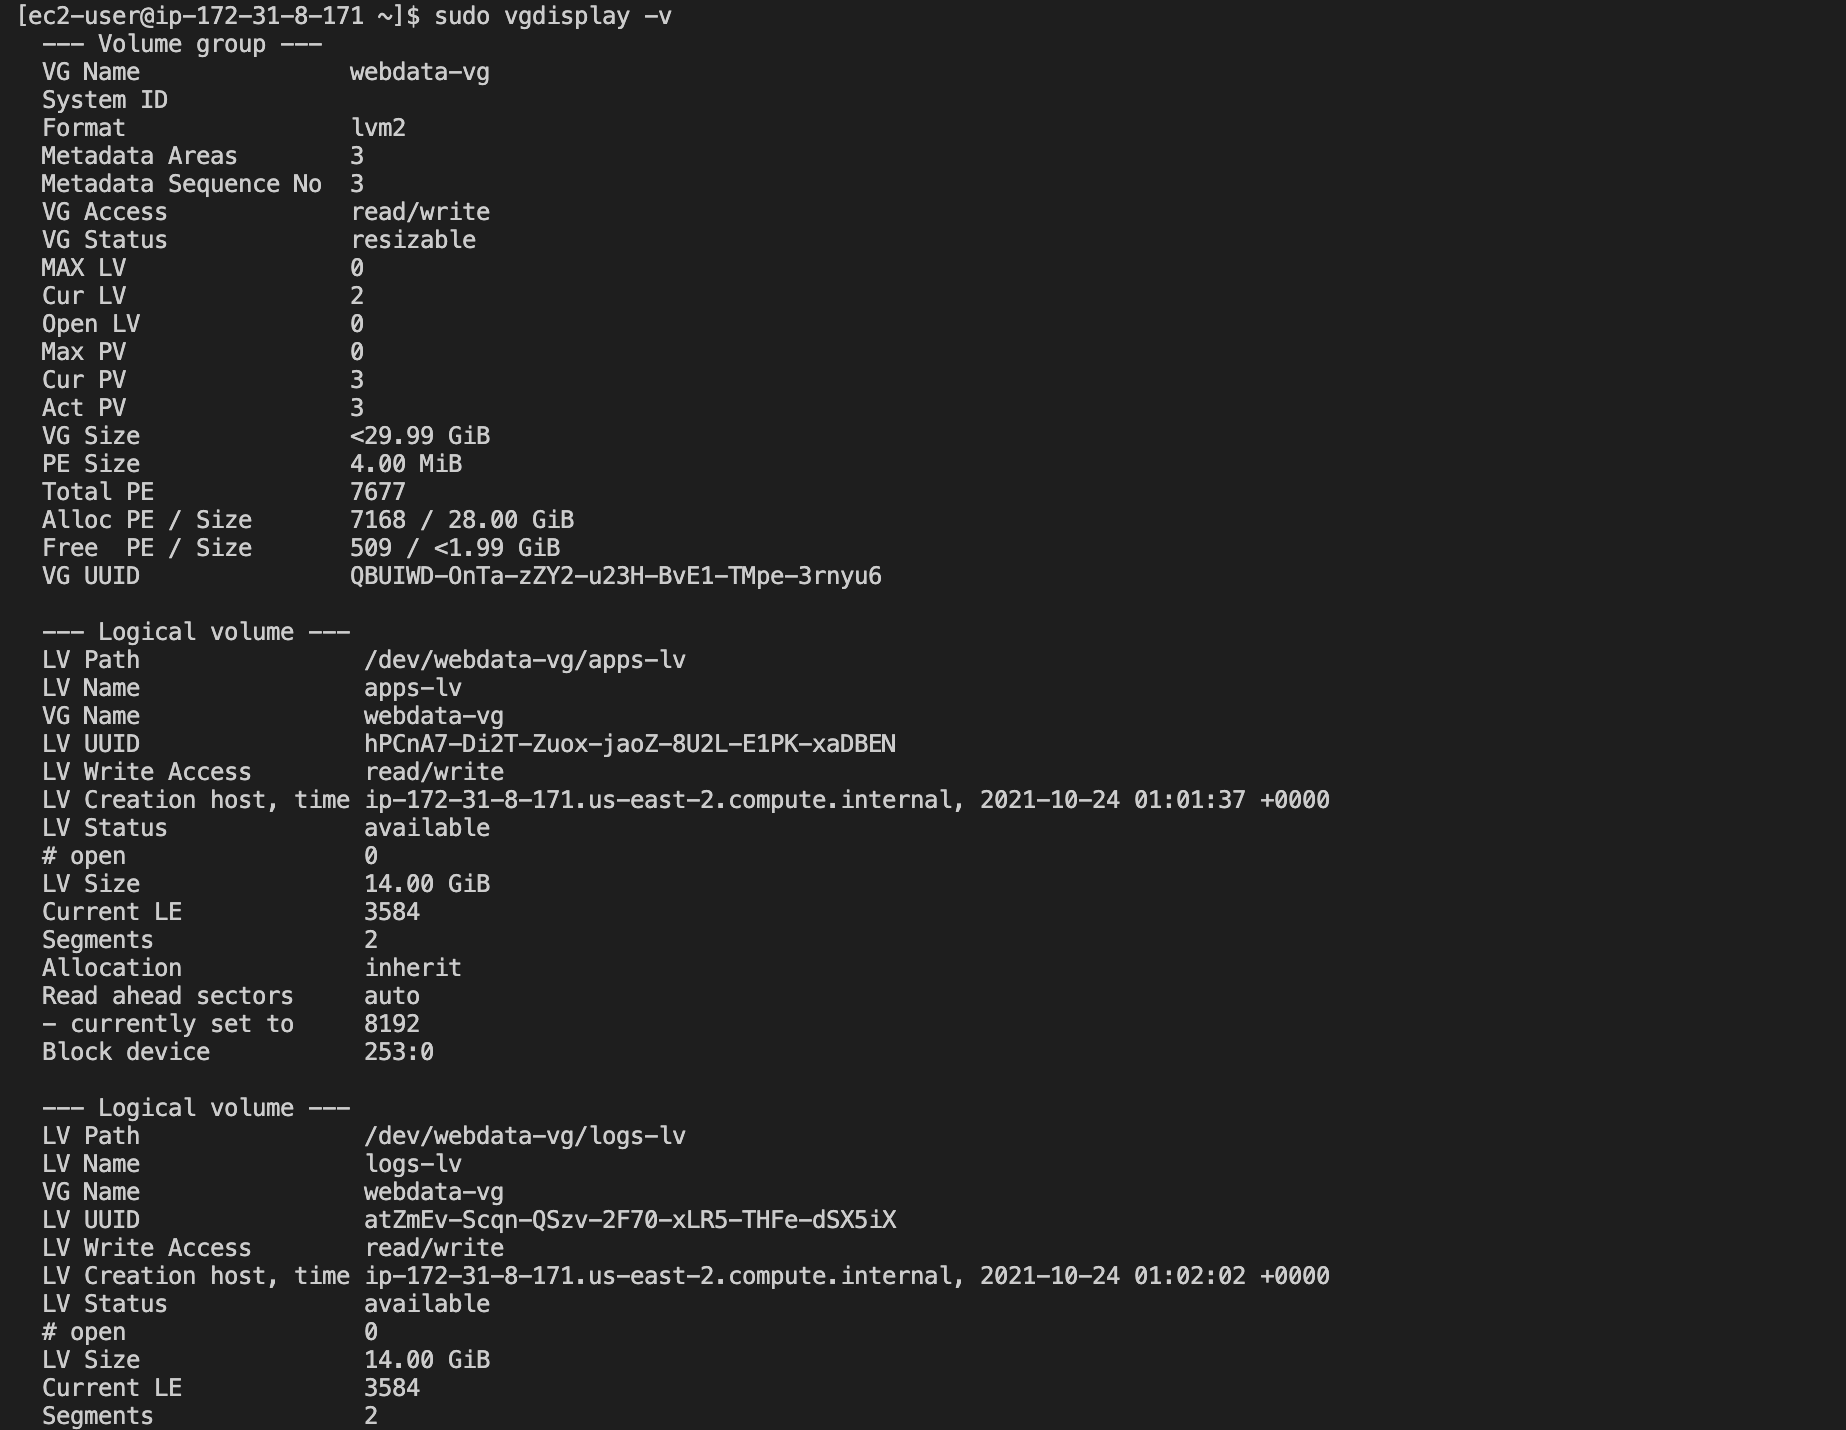 [ec2-user@ip-172-31-8-171 ~]$ sudo vgdisplay -v
--- Volume group ---
VG Name               webdata-vg
System ID
Format                lvm2
Metadata Areas        3
Metadata Sequence No  3
VG Access             read/write
VG Status             resizable
MAX LV                0
Cur LV                2
Open LV               0
Max PV                0
Cur PV                3
Act PV                3
VG Size               <29.99 GiB
PE Size               4.00 MiB
Total PE              7677
Alloc PE / Size       7168 / 28.00 GiB
Free  PE / Size       509 / <1.99 GiB
VG UUID               QBUIWD-OnTa-zZY2-u23H-BvE1-TMpe-3rnyu6
--- Logical volume ---
LV Path                /dev/webdata-vg/apps-lv
LV Name                apps-lv
VG Name                webdata-vg
LV UUID                hPCnA7-Di2T-Zuox-jaoZ-8U2L-E1PK-xaDBEN
LV Write Access        read/write
LV Creation host, time ip-172-31-8-171.us-east-2.compute.internal, 2021-10-24 01:01:37 +0000
LV Status              available
# open                 0
LV Size                14.00 GiB
Current LE             3584
Segments               2
Allocation             inherit
Read ahead sectors     auto
- currently set to     8192
Block device           253:0
--- Logical volume ---
LV Path                /dev/webdata-vg/logs-lv
LV Name                logs-lv
VG Name                webdata-vg
LV UUID                atZmEv-Scqn-QSzv-2F70-xLR5-THFe-dSX5iX
LV Write Access        read/write
LV Creation host, time ip-172-31-8-171.us-east-2.compute.internal, 2021-10-24 01:02:02 +0000
LV Status              available
# open                 0
LV Size                14.00 GiB
Current LE             3584
Segments               2